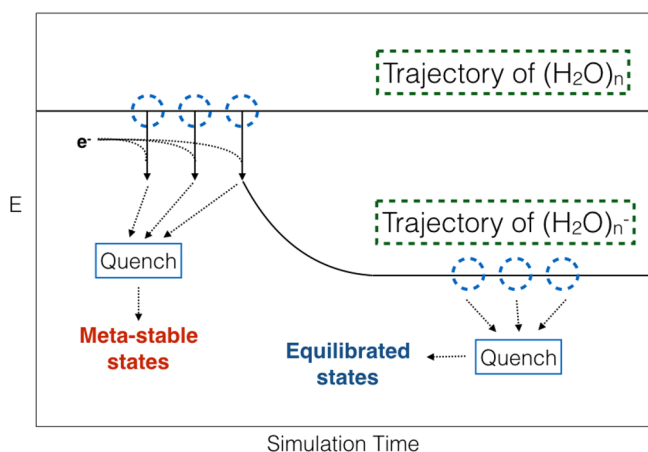 Trajectory of (H₂O)ₙ
e⁻
E
Trajectory of (H₂O)ₙ-
Quench
Meta-stable
states
Equilibrated
states
Quench
Simulation Time